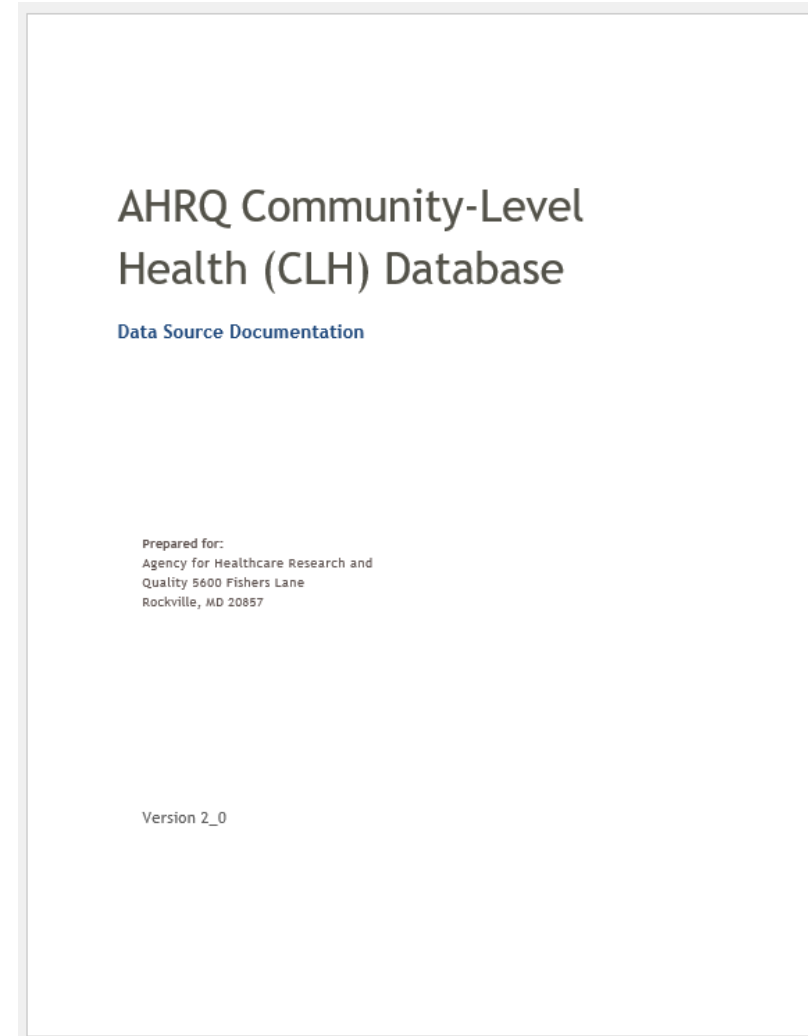 AHRQ Community-Level
Health (CLH) Database
Data Source Documentation
Prepared for:
Agency for Healthcare Research and
Quality 5600 Fishers Lane
Rockville, MD 20857
Version 2_0